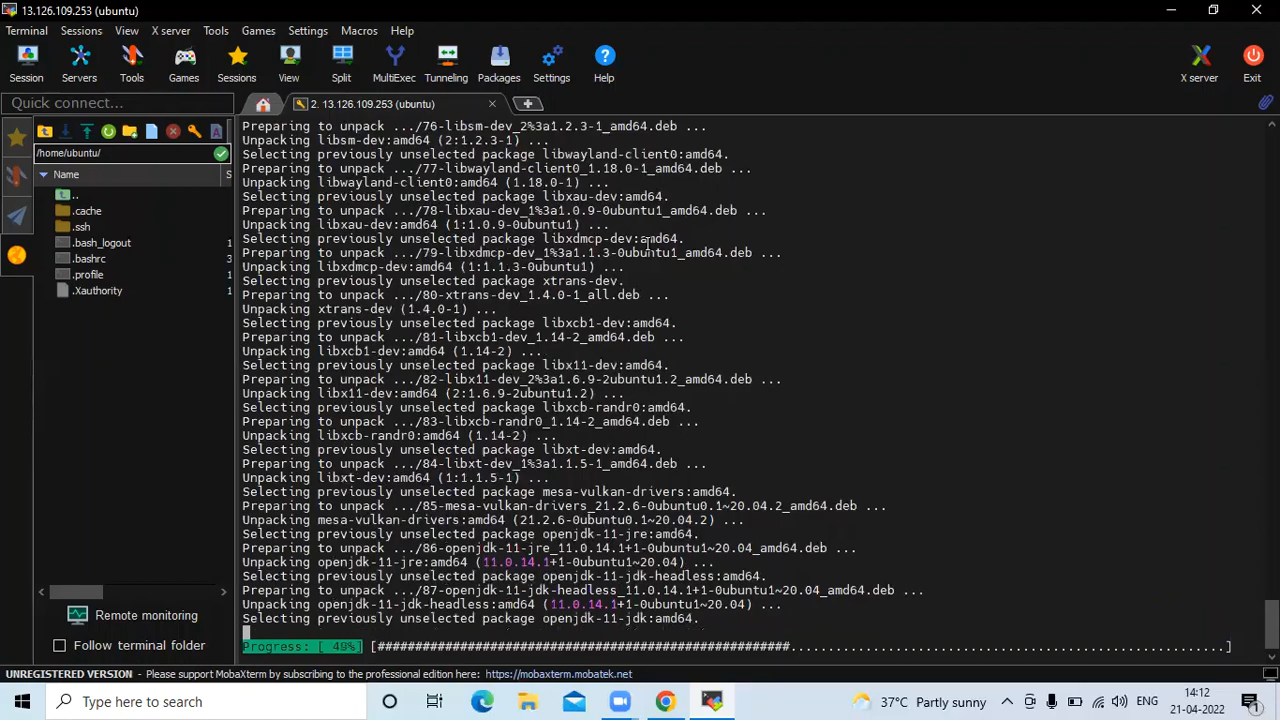 13.126.109.253 (ubuntu)
Terminal Sessions View X server Tools Games Settings Macros Help
Session Servers Tools Games Sessions View Split MultiExec Tunneling Packages Settings Help X server Exit
Quick connect...
2. 13.126.109.253 (ubuntu)
/home/ubuntu/
Name S
..
.cache
.ssh
.bash_logout 1
.bashrc 1
.profile 1
.Xauthority 1
Remote monitoring
Follow terminal folder
Preparing to unpack .../76-libsm-dev_2%3a1.2.3-1_amd64.deb ...
Unpacking libsm-dev:amd64 (2:1.2.3-1) ...
Selecting previously unselected package libwayland-client0:amd64.
Preparing to unpack .../77-libwayland-client0_1.18.0-1_amd64.deb ...
Unpacking libwayland-client0:amd64 (1.18.0-1) ...
Selecting previously unselected package libxau-dev:amd64.
Preparing to unpack .../78-libxau-dev_1%3a1.0.9-0ubuntu1_amd64.deb ...
Unpacking libxau-dev:amd64 (1:1.0.9-0ubuntu1) ...
Selecting previously unselected package libxdmcp-dev:amd64.
Preparing to unpack .../79-libxdmcp-dev_1%3a1.1.3-0ubuntu1_amd64.deb ...
Unpacking libxdmcp-dev:amd64 (1:1.1.3-0ubuntu1) ...
Selecting previously unselected package xtrans-dev.
Preparing to unpack .../80-xtrans-dev_1.4.0-1_all.deb ...
Unpacking xtrans-dev (1.4.0-1) ...
Selecting previously unselected package libxcb1-dev:amd64.
Preparing to unpack .../81-libxcb1-dev_1.14-2_amd64.deb ...
Unpacking libxcb1-dev:amd64 (1.14-2) ...
Selecting previously unselected package libx11-dev:amd64.
Preparing to unpack .../82-libx11-dev_2%3a1.6.9-2ubuntu1.2_amd64.deb ...
Unpacking libx11-dev:amd64 (2:1.6.9-2ubuntu1.2) ...
Selecting previously unselected package libxcb-randr0:amd64.
Preparing to unpack .../83-libxcb-randr0_1.14-2_amd64.deb ...
Unpacking libxcb-randr0:amd64 (1.14-2) ...
Selecting previously unselected package libxt-dev:amd64.
Preparing to unpack .../84-libxt-dev_1%3a1.1.5-1_amd64.deb ...
Unpacking libxt-dev:amd64 (1:1.1.5-1) ...
Selecting previously unselected package mesa-vulkan-drivers:amd64.
Preparing to unpack .../85-mesa-vulkan-drivers_21.2.6-0ubuntu0.1~20.04.2_amd64.deb ...
Unpacking mesa-vulkan-drivers:amd64 (21.2.6-0ubuntu0.1~20.04.2) ...
Selecting previously unselected package openjdk-11-jre:amd64.
Preparing to unpack .../86-openjdk-11-jre_11.0.14.1+1-0ubuntu1~20.04_amd64.deb ...
Unpacking openjdk-11-jre:amd64 (11.0.14.1+1-0ubuntu1~20.04) ...
Selecting previously unselected package openjdk-11-jdk-headless:amd64.
Preparing to unpack .../87-openjdk-11-jdk-headless_11.0.14.1+1-0ubuntu1~20.04_amd64.deb ...
Unpacking openjdk-11-jdk-headless:amd64 (11.0.14.1+1-0ubuntu1~20.04) ...
Selecting previously unselected package openjdk-11-jdk:amd64.
Progress: [ 49%] [#######################################################..........................................................]
UNREGISTERED VERSION - Please support MobaXterm by subscribing to the professional edition here: https://mobaxterm.mobatek.net
Type here to search
37°C Partly sunny ENG 14:12
21-04-2022